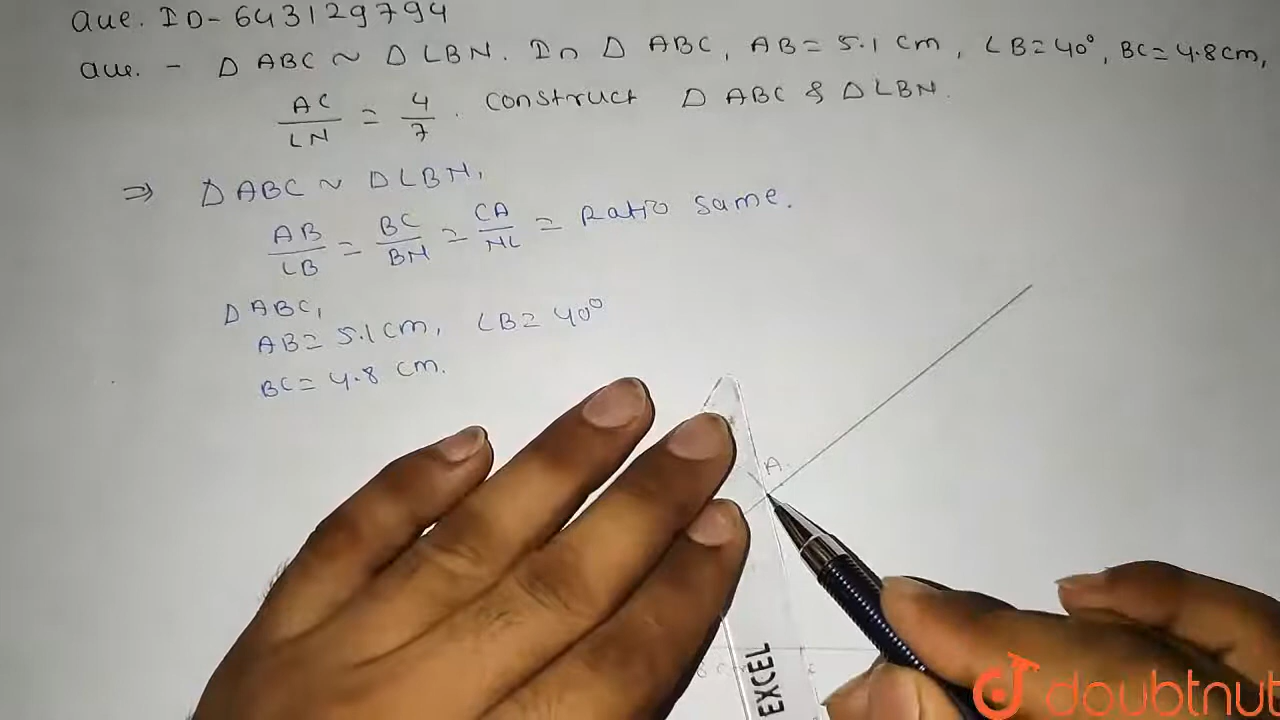 Que. ID- 643129794
Que. - Δ ABC ~ Δ LBN. In Δ ABC, AB = 5.1 cm, ∠B = 40°, BC = 4.8cm,
AC/LN = 4/7. Construct Δ ABC & Δ LBN.
⇒ Δ ABC ~ Δ LBN,
AB/LB = BC/BN = CA/NL = Ratio same.
Δ ABC,
AB = 5.1 cm, ∠B = 40°
BC = 4.8 cm.
A
EXCEL
doubtnut